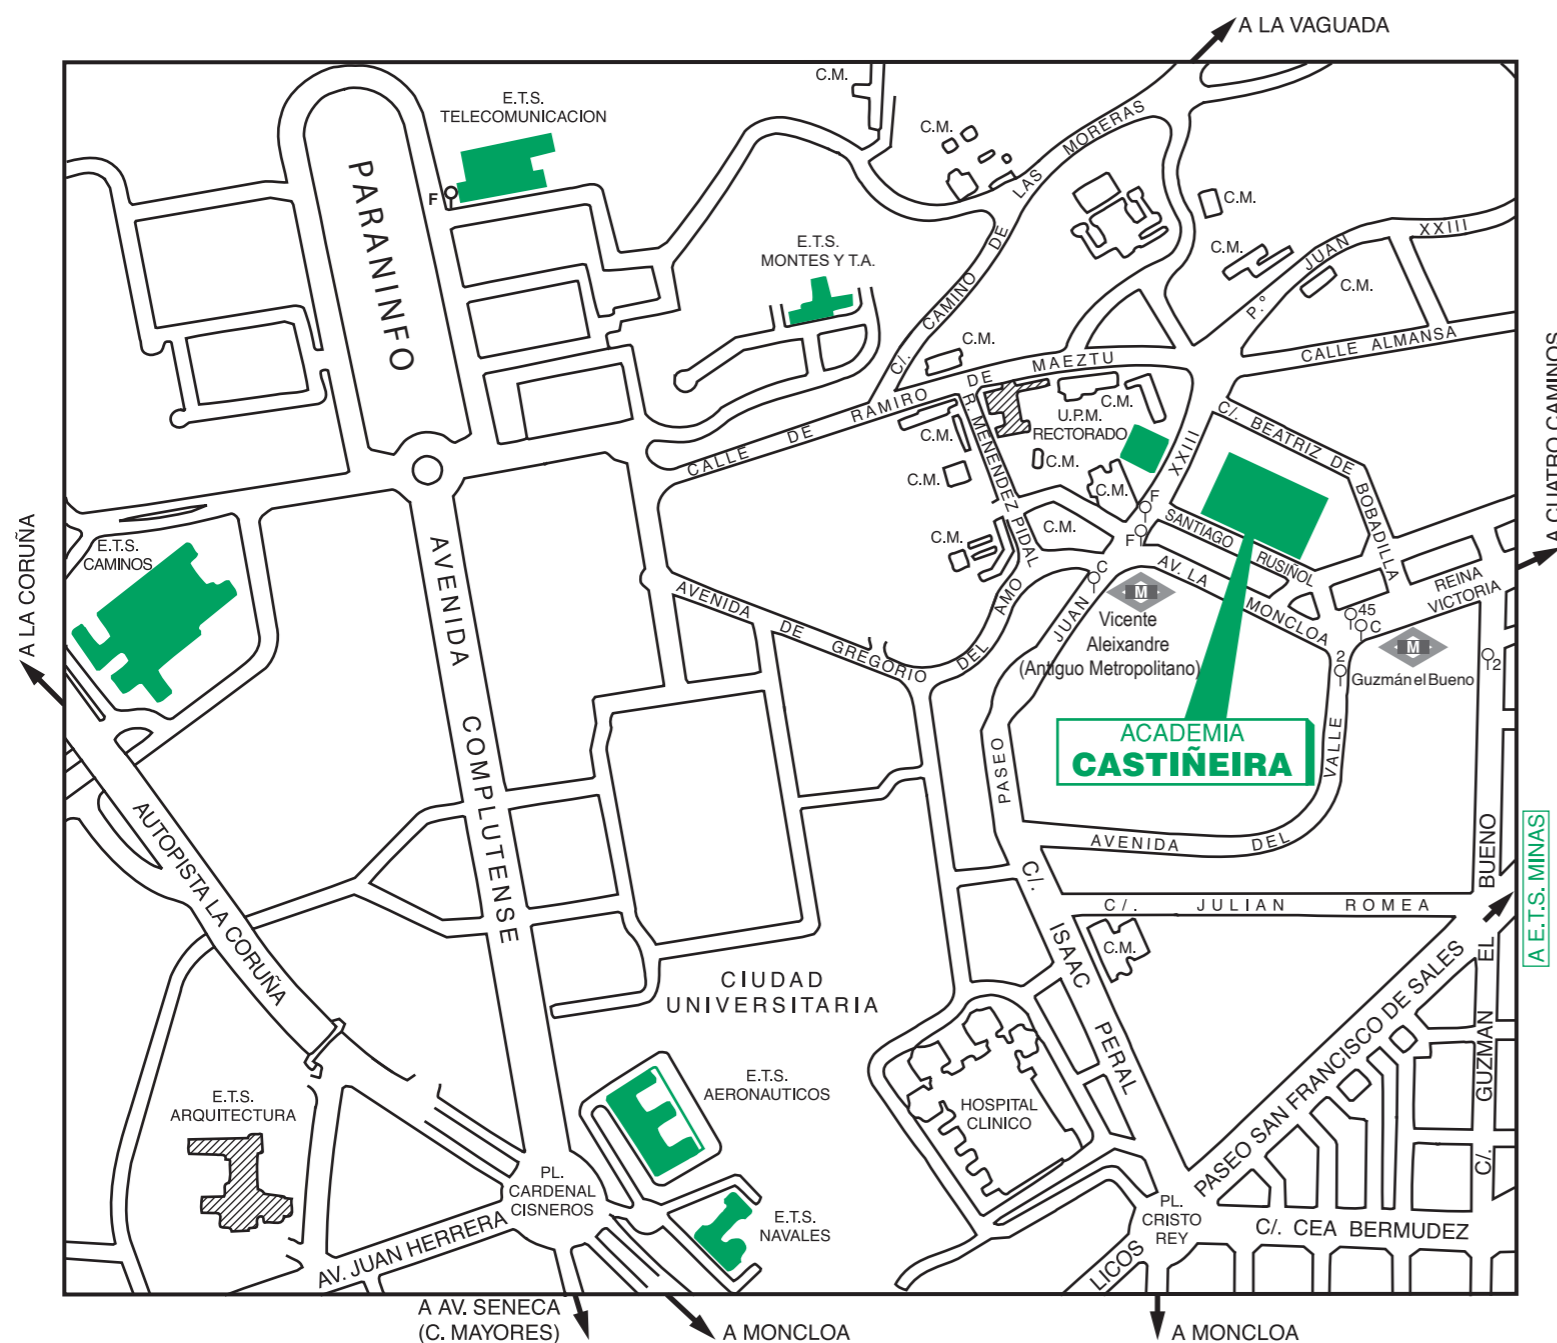 A LA VAGUADA
C.M.
E.T.S.
TELECOMUNICACION
C.M.
C/. CAMINO DE LAS MORERAS
PARANINFO
F
C.M.
E.T.S.
MONTES Y T.A.
C.M.
P.º JUAN XXIII
C.M.
CALLE ALMANSA
C.M.
CALLE DE RAMIRO DE MAEZTU
R. MENENDEZ PIDAL
C.M.
U.P.M.
RECTORADO
C.M.
C.M.
C.M.
C.M.
C/. BEATRIZ DE BOBADILLA
XXIII
F
F
SANTIAGO RUSIÑOL
C.M.
C.M.
A CUATRO CAMINOS
A LA CORUÑA
E.T.S.
CAMINOS
AVENIDA COMPLUTENSE
AVENIDA DE GREGORIO DEL AMO
C
AV. LA MONCLOA
REINA
VICTORIA
M
Vicente
Aleixandre
(Antiguo Metropolitano)
45
C
2
M
Guzmán el Bueno
2
PASEO JUAN
ACADEMIA
CASTIÑEIRA
AVENIDA DEL VALLE
AUTOPISTA LA CORUÑA
A E.T.S. MINAS
C/. JULIAN ROMEA
C/. ISAAC PERAL
C.M.
C/. GUZMAN EL BUENO
CIUDAD
UNIVERSITARIA
PASEO SAN FRANCISCO DE SALES
E.T.S.
AERONAUTICOS
E.T.S.
ARQUITECTURA
HOSPITAL
CLINICO
PL.
CARDENAL
CISNEROS
E.T.S.
NAVALES
PL.
CRISTO
REY
C/. CEA BERMUDEZ
AV. JUAN HERRERA
LICOS
A AV. SENECA
(C. MAYORES)
A MONCLOA
A MONCLOA